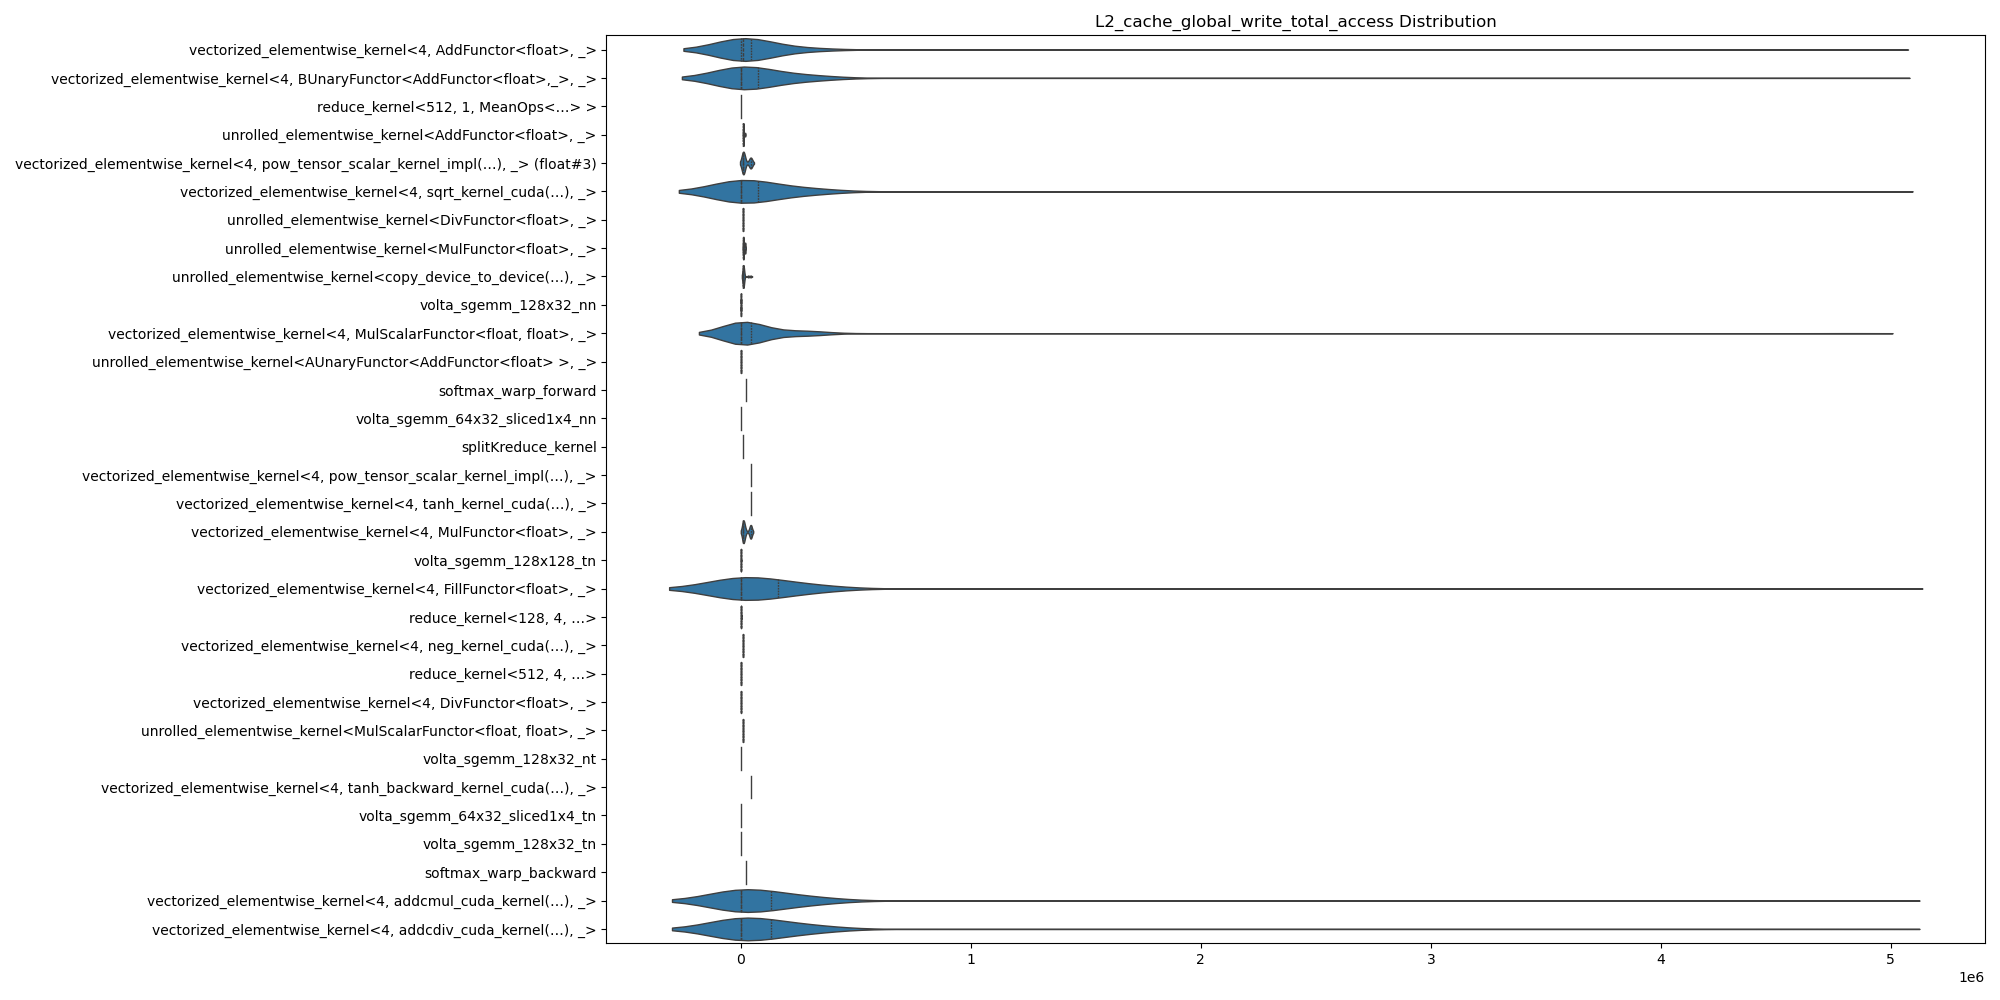 L2_cache_global_write_total_access Distribution
vectorized_elementwise_kernel<4, AddFunctor<float>, _>
vectorized_elementwise_kernel<4, BUnaryFunctor<AddFunctor<float>,_>, _>
reduce_kernel<512, 1, MeanOps<...> >
unrolled_elementwise_kernel<AddFunctor<float>, _>
vectorized_elementwise_kernel<4, pow_tensor_scalar_kernel_impl(...), _> (float#3)
vectorized_elementwise_kernel<4, sqrt_kernel_cuda(...), _>
unrolled_elementwise_kernel<DivFunctor<float>, _>
unrolled_elementwise_kernel<MulFunctor<float>, _>
unrolled_elementwise_kernel<copy_device_to_device(...), _>
volta_sgemm_128x32_nn
vectorized_elementwise_kernel<4, MulScalarFunctor<float, float>, _>
unrolled_elementwise_kernel<AUnaryFunctor<AddFunctor<float> >, _>
softmax_warp_forward
volta_sgemm_64x32_sliced1x4_nn
splitKreduce_kernel
vectorized_elementwise_kernel<4, pow_tensor_scalar_kernel_impl(...), _>
vectorized_elementwise_kernel<4, tanh_kernel_cuda(...), _>
vectorized_elementwise_kernel<4, MulFunctor<float>, _>
volta_sgemm_128x128_tn
vectorized_elementwise_kernel<4, FillFunctor<float>, _>
reduce_kernel<128, 4, ...>
vectorized_elementwise_kernel<4, neg_kernel_cuda(...), _>
reduce_kernel<512, 4, ...>
vectorized_elementwise_kernel<4, DivFunctor<float>, _>
unrolled_elementwise_kernel<MulScalarFunctor<float, float>, _>
volta_sgemm_128x32_nt
vectorized_elementwise_kernel<4, tanh_backward_kernel_cuda(...), _>
volta_sgemm_64x32_sliced1x4_tn
volta_sgemm_128x32_tn
softmax_warp_backward
vectorized_elementwise_kernel<4, addcmul_cuda_kernel(...), _>
vectorized_elementwise_kernel<4, addcdiv_cuda_kernel(...), _>
0 1 2 3 4 5
1e6